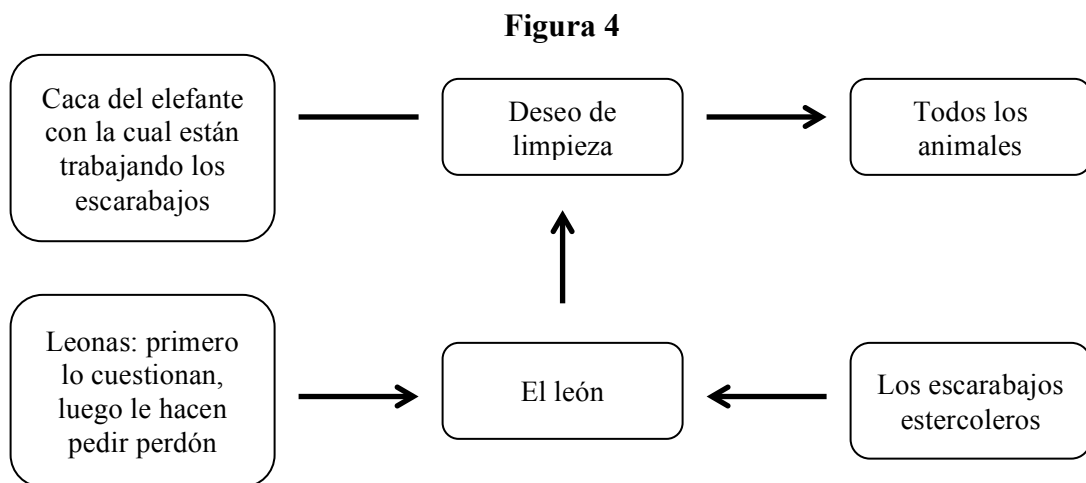 Figura 4
Caca del elefante
con la cual están
trabajando los
escarabajos
Deseo de
limpieza
Todos los
animales
Leonas: primero
lo cuestionan,
luego le hacen
pedir perdón
El león
Los escarabajos
estercoleros